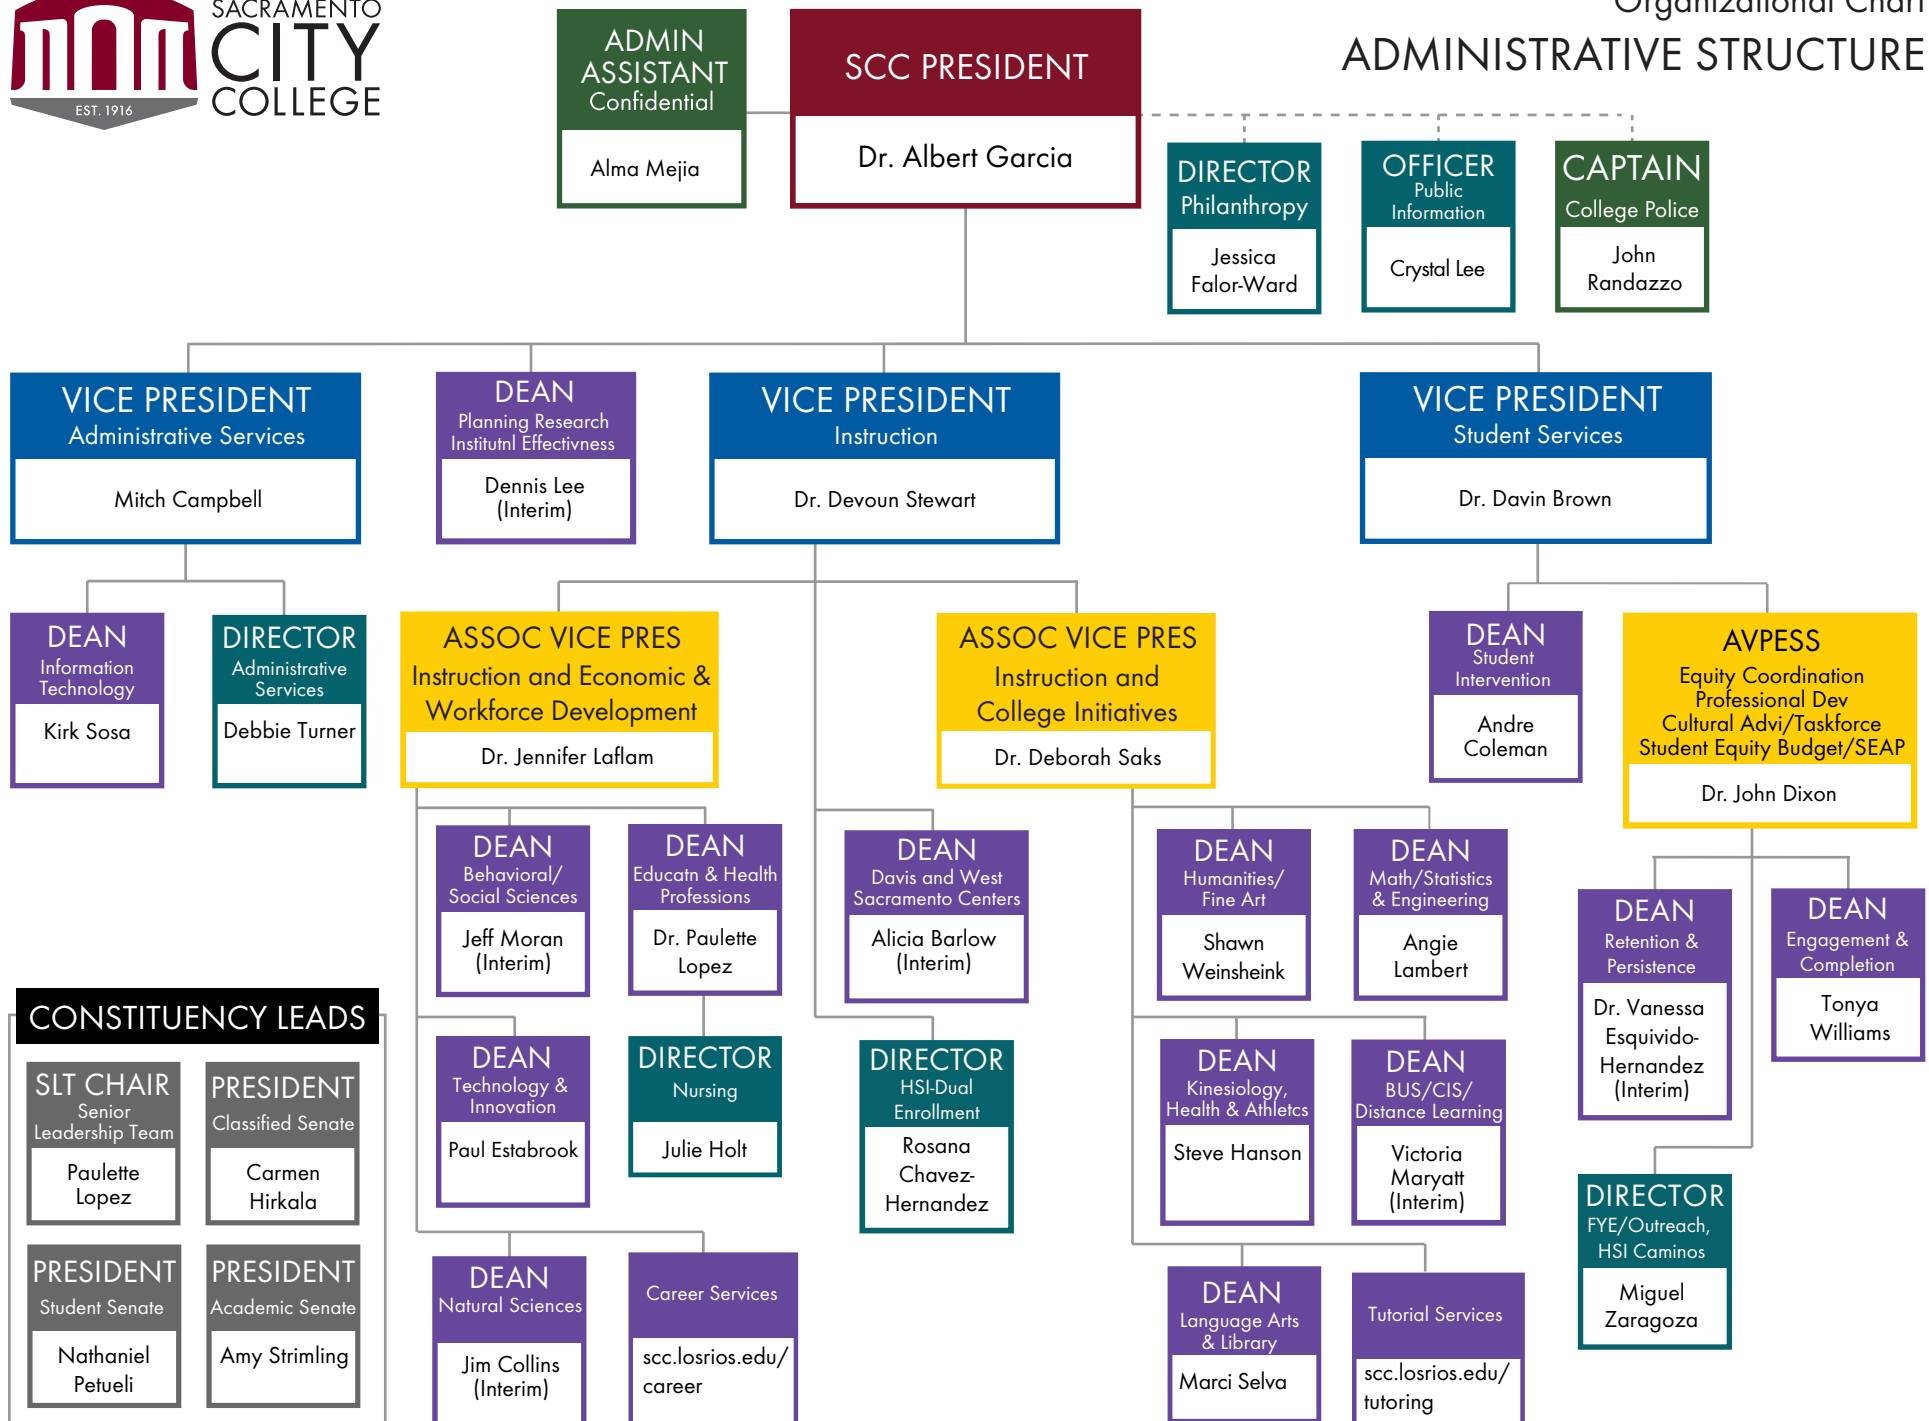 SACRAMENTO
CITY
COLLEGE
EST. 1916
Organizational Chart
ADMINISTRATIVE STRUCTURE
ADMIN
ASSISTANT
Confidential
Alma Mejia
SCC PRESIDENT
Dr. Albert Garcia
DIRECTOR
Philanthropy
Jessica
Falor-Ward
OFFICER
Public
Information
Crystal Lee
CAPTAIN
College Police
John
Randazzo
VICE PRESIDENT
Administrative Services
Mitch Campbell
DEAN
Planning Research
Institutnl Effectivness
Dennis Lee
(Interim)
VICE PRESIDENT
Instruction
Dr. Devoun Stewart
VICE PRESIDENT
Student Services
Dr. Davin Brown
DEAN
Information
Technology
Kirk Sosa
DIRECTOR
Administrative
Services
Debbie Turner
ASSOC VICE PRES
Instruction and Economic &
Workforce Development
Dr. Jennifer Laflam
ASSOC VICE PRES
Instruction and
College Initiatives
Dr. Deborah Saks
DEAN
Student
Intervention
Andre
Coleman
AVPESS
Equity Coordination
Professional Dev
Cultural Advi/Taskforce
Student Equity Budget/SEAP
Dr. John Dixon
DEAN
Behavioral/
Social Sciences
Jeff Moran
(Interim)
DEAN
Educatn & Health
Professions
Dr. Paulette
Lopez
DEAN
Davis and West
Sacramento Centers
Alicia Barlow
(Interim)
DEAN
Humanities/
Fine Art
Shawn
Weinsheink
DEAN
Math/Statistics
& Engineering
Angie
Lambert
DEAN
Retention &
Persistence
Dr. Vanessa
Esquivido-
Hernandez
(Interim)
DEAN
Engagement &
Completion
Tonya
Williams
CONSTITUENCY LEADS
SLT CHAIR
Senior
Leadership Team
Paulette
Lopez
PRESIDENT
Classified Senate
Carmen
Hirkala
PRESIDENT
Student Senate
Nathaniel
Petueli
PRESIDENT
Academic Senate
Amy Strimling
DEAN
Technology &
Innovation
Paul Estabrook
DIRECTOR
Nursing
Julie Holt
DIRECTOR
HSI-Dual
Enrollment
Rosana
Chavez-
Hernandez
DEAN
Kinesiology,
Health & Athletcs
Steve Hanson
DEAN
BUS/CIS/
Distance Learning
Victoria
Maryatt
(Interim)
DIRECTOR
FYE/Outreach,
HSI Caminos
Miguel
Zaragoza
DEAN
Natural Sciences
Jim Collins
(Interim)
Career Services
scc.losrios.edu/
career
DEAN
Language Arts
& Library
Marci Selva
Tutorial Services
scc.losrios.edu/
tutoring